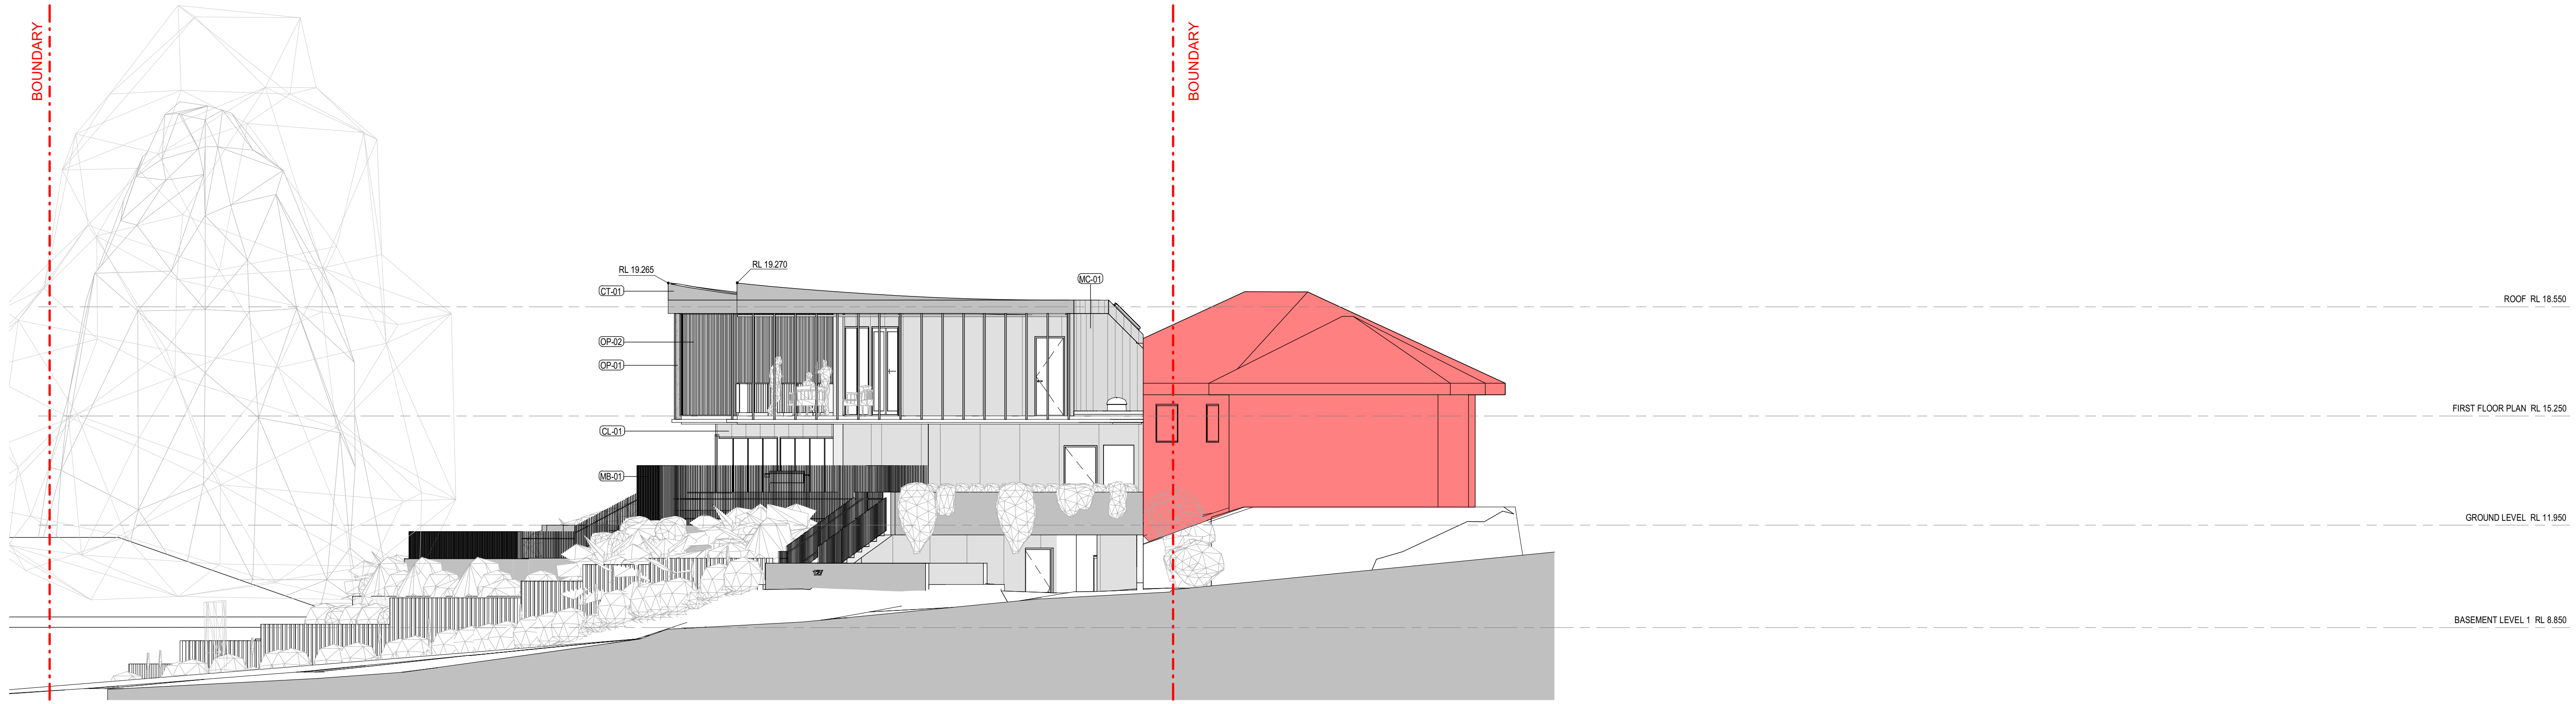 BOUNDARY
BOUNDARY
RL 19.265
RL 19.270
CT-01
MC-01
ROOF RL 18.550
OP-02
OP-01
FIRST FLOOR PLAN RL 15.250
CL-01
MB-01
GROUND LEVEL RL 11.950
BASEMENT LEVEL 1 RL 8.850